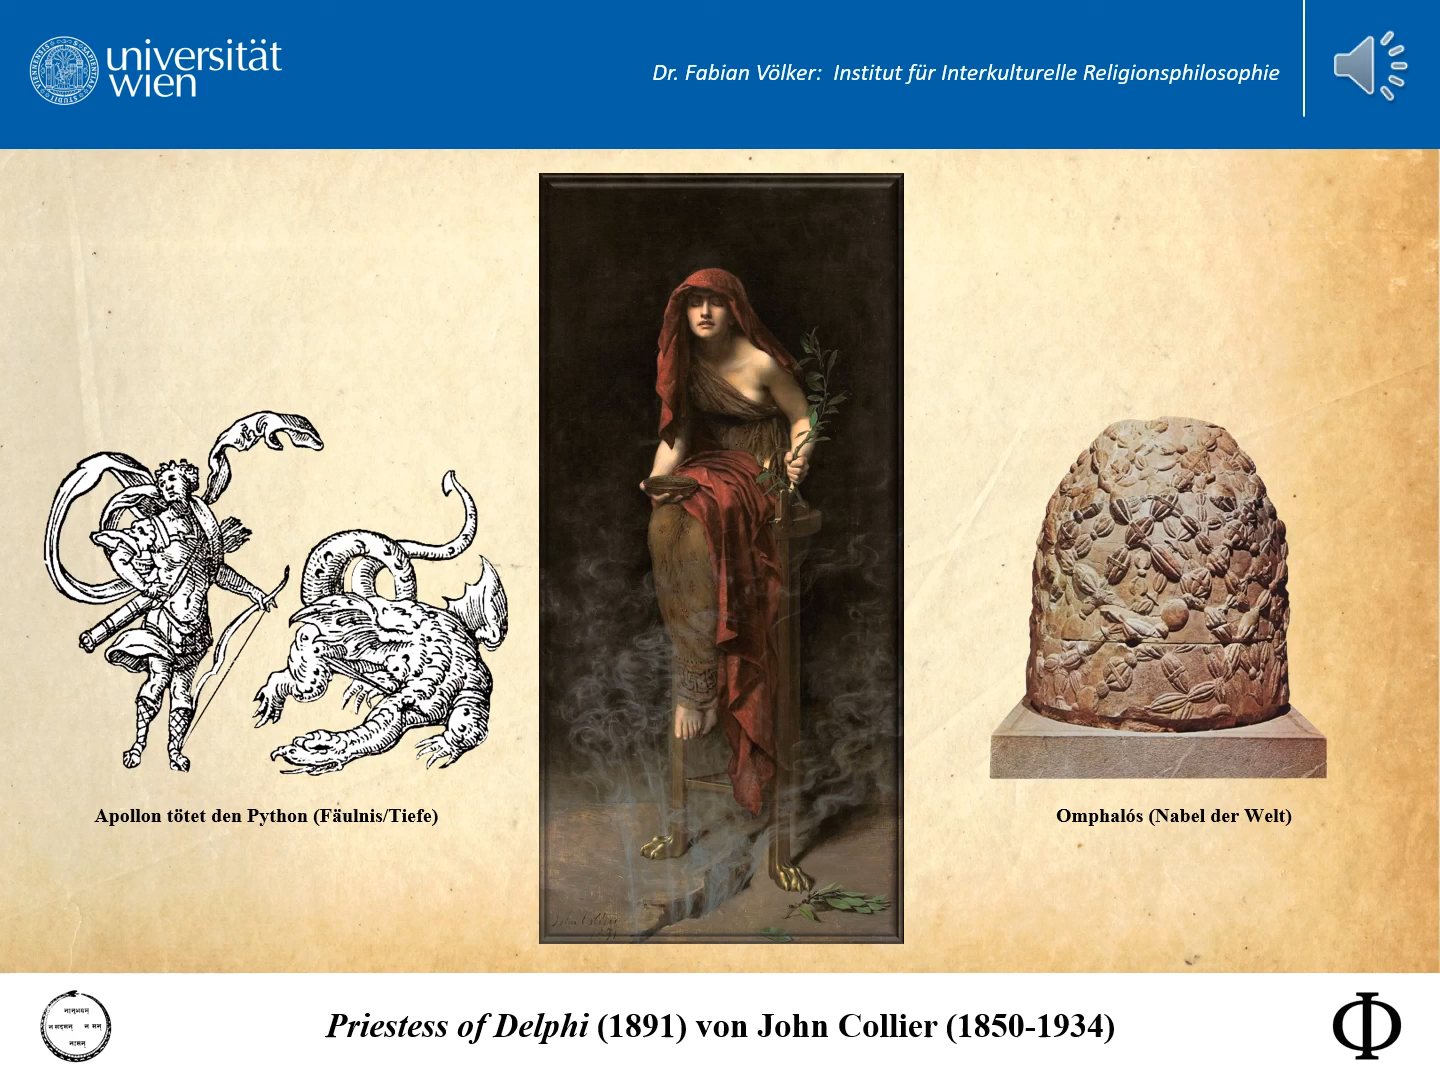 universität
wien
Dr. Fabian Völker: Institut für Interkulturelle Religionsphilosophie
Apollon tötet den Python (Fäulnis/Tiefe)
Omphalós (Nabel der Welt)
Priestess of Delphi (1891) von John Collier (1850-1934)
Φ